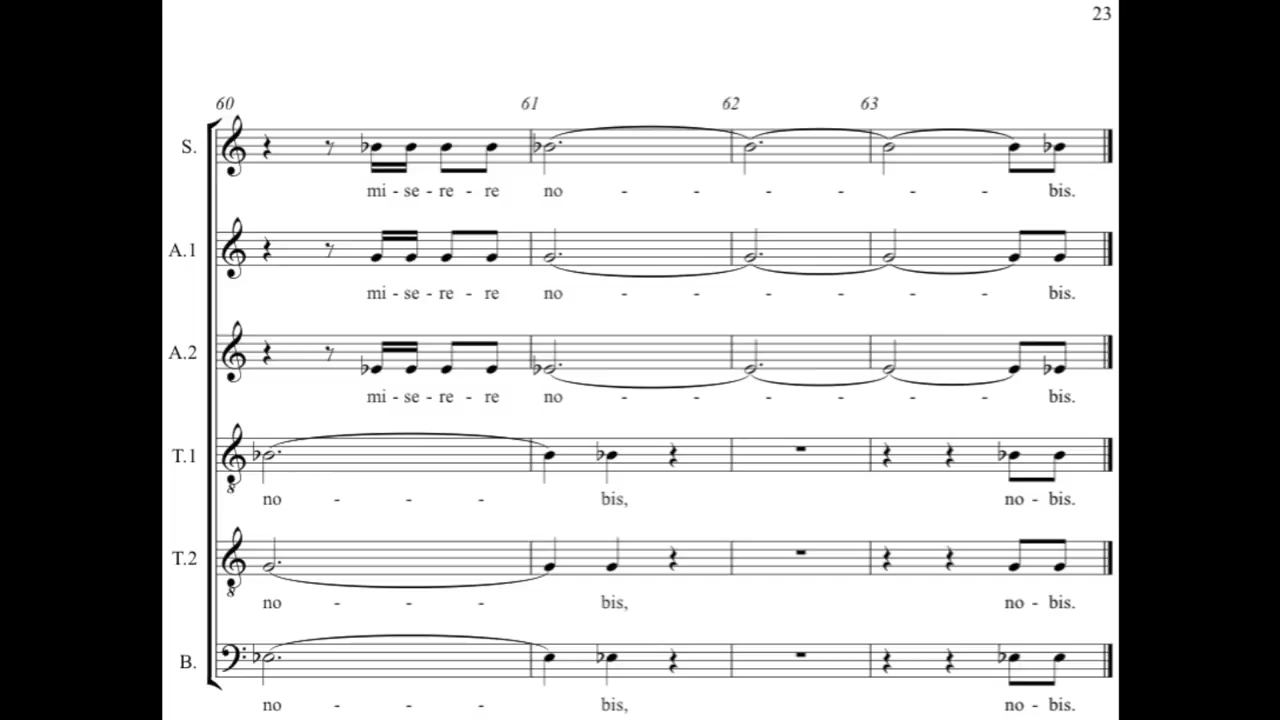 23
60 61 62 63
S.
mi - se - re - re no - - - - - - bis.
A.1
mi - se - re - re no - - - - - - bis.
A.2
mi - se - re - re no - - - - - - bis.
T.1
no - - - bis, no - bis.
8
T.2
no - - - bis, no - bis.
8
B.
no - - - bis, no - bis.